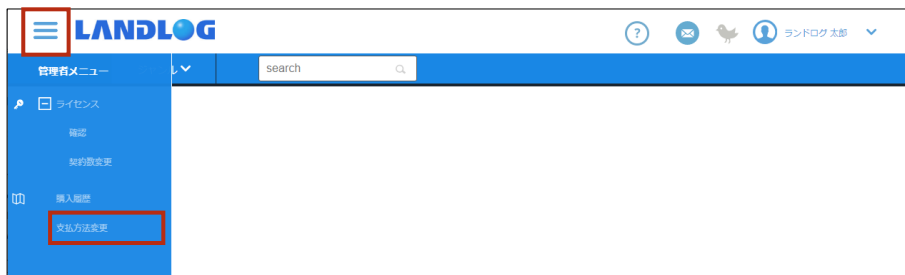 LANDLOG
?
ランドログ 太郎
管理者メニュー
ル
search
ライセンス
確認
契約数変更
購入履歴
支払方法変更